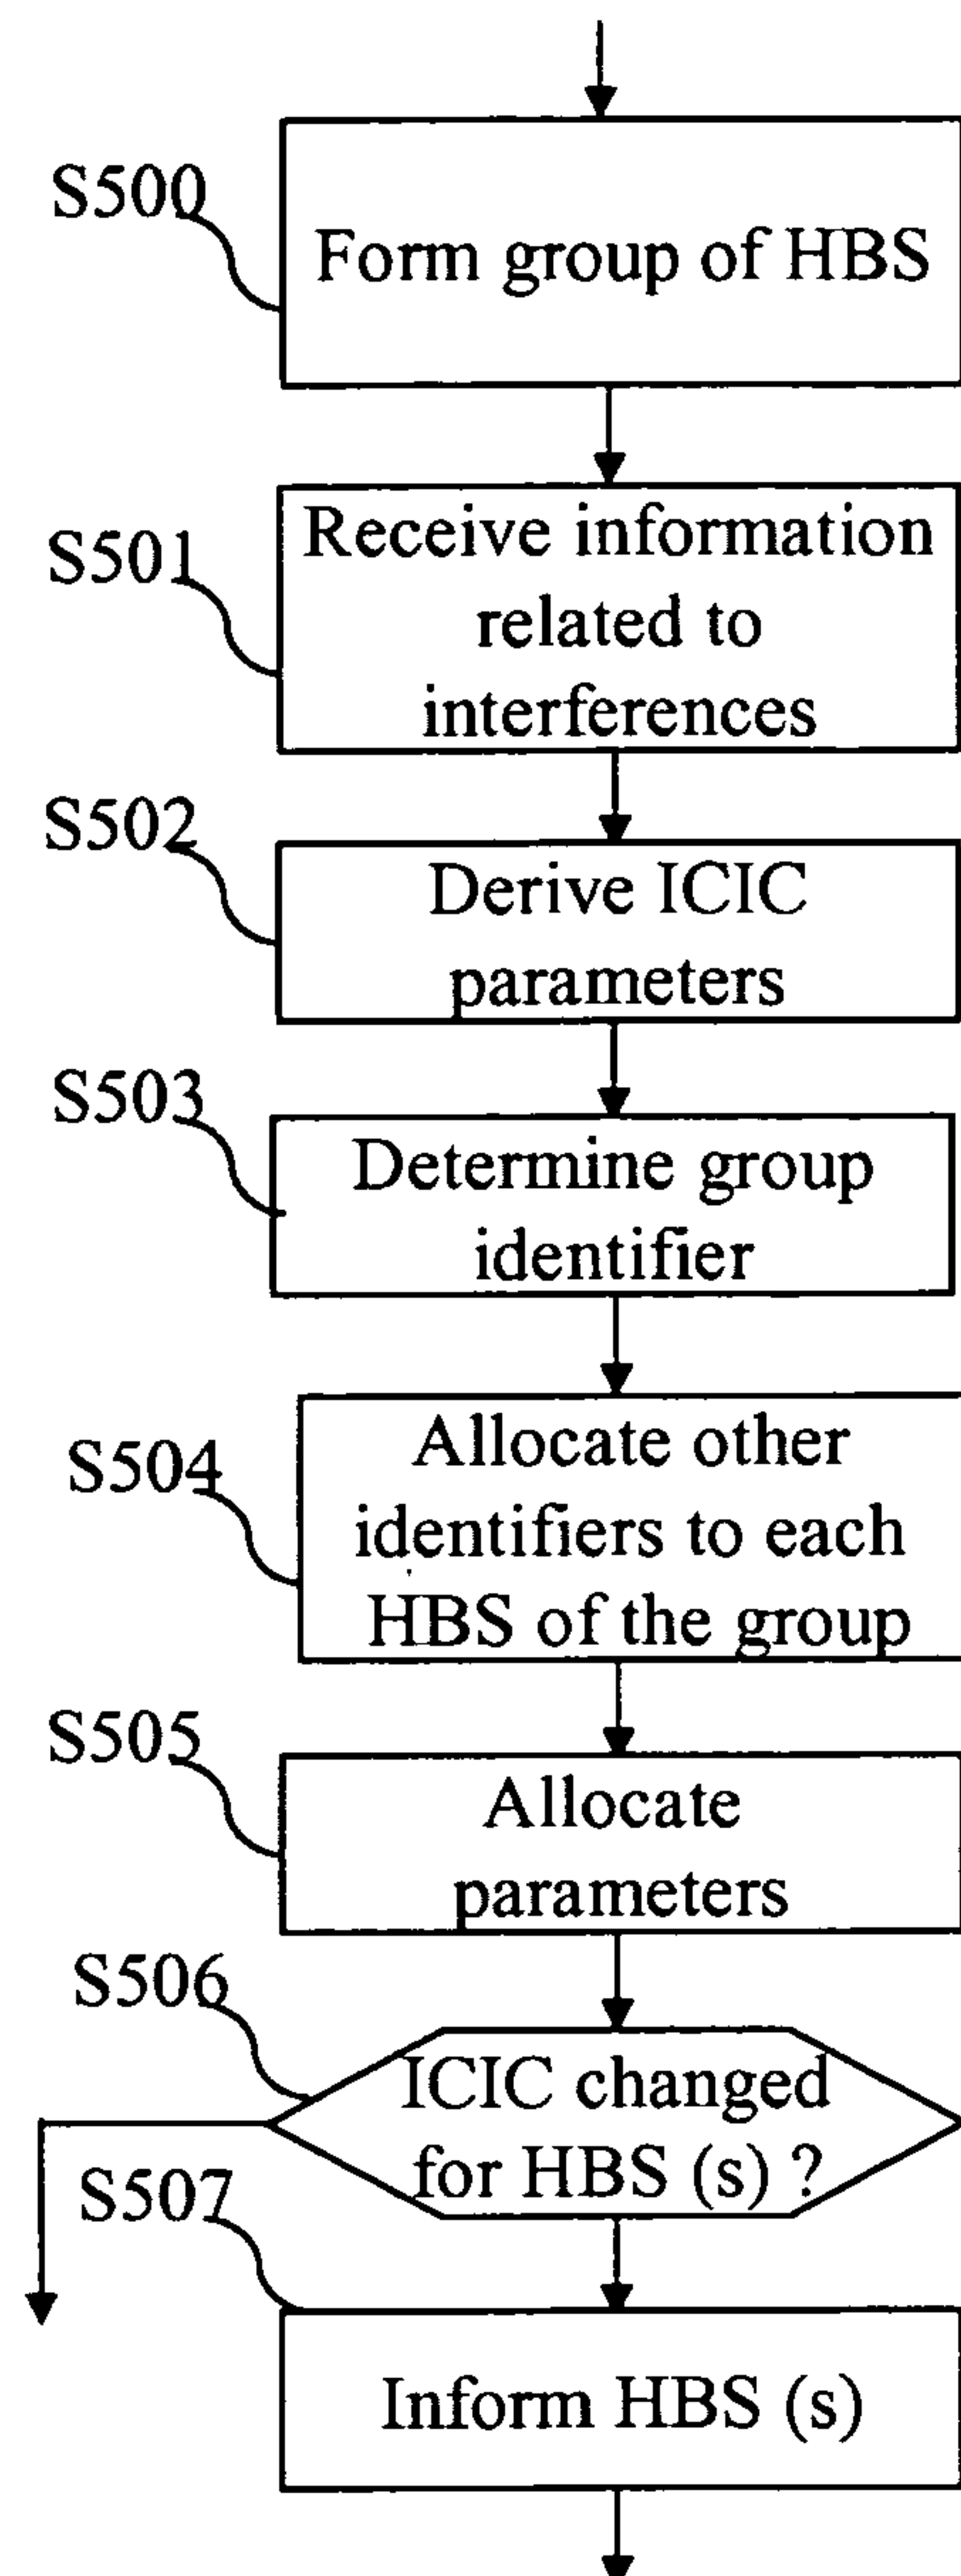 S500
Form group of HBS
S501
Receive information
related to
interferences
S502
Derive ICIC
parameters
S503
Determine group
identifier
S504
Allocate other
identifiers to each
HBS of the group
S505
Allocate
parameters
S506
ICIC changed
for HBS (s) ?
S507
Inform HBS (s)